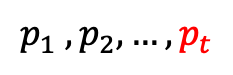 p₁ , p₂, … , pₜ